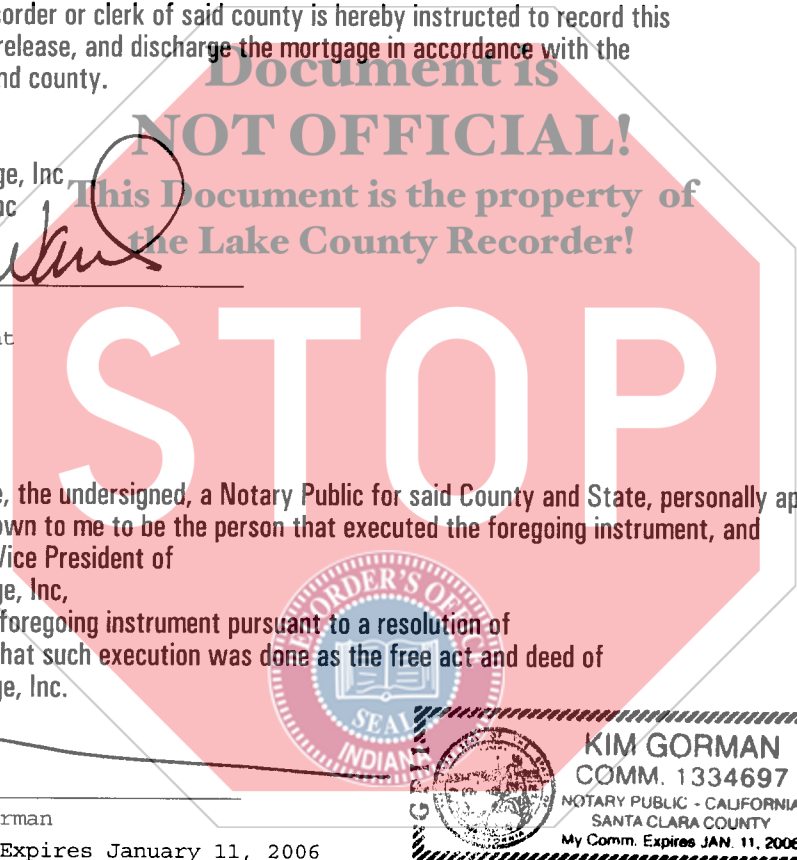 order or clerk of said county is hereby instructed to record this
release, and discharge the mortgage in accordance with the
nd county.
Document is
NOT OFFICIAL!
This Document is the property of
the Lake County Recorder!
ge, Inc
nc
nt
STOP
e, the undersigned, a Notary Public for said County and State, personally ap
own to me to be the person that executed the foregoing instrument, and
Vice President of
ge, Inc,
foregoing instrument pursuant to a resolution of
hat such execution was done as the free act and deed of
ge, Inc.
RECORDER'S OFFICE
SEAL
INDIANA
KIM GORMAN
COMM. 1334697
NOTARY PUBLIC - CALIFORNIA
SANTA CLARA COUNTY
My Comm. Expires JAN. 11, 2006
rman
Expires January 11, 2006